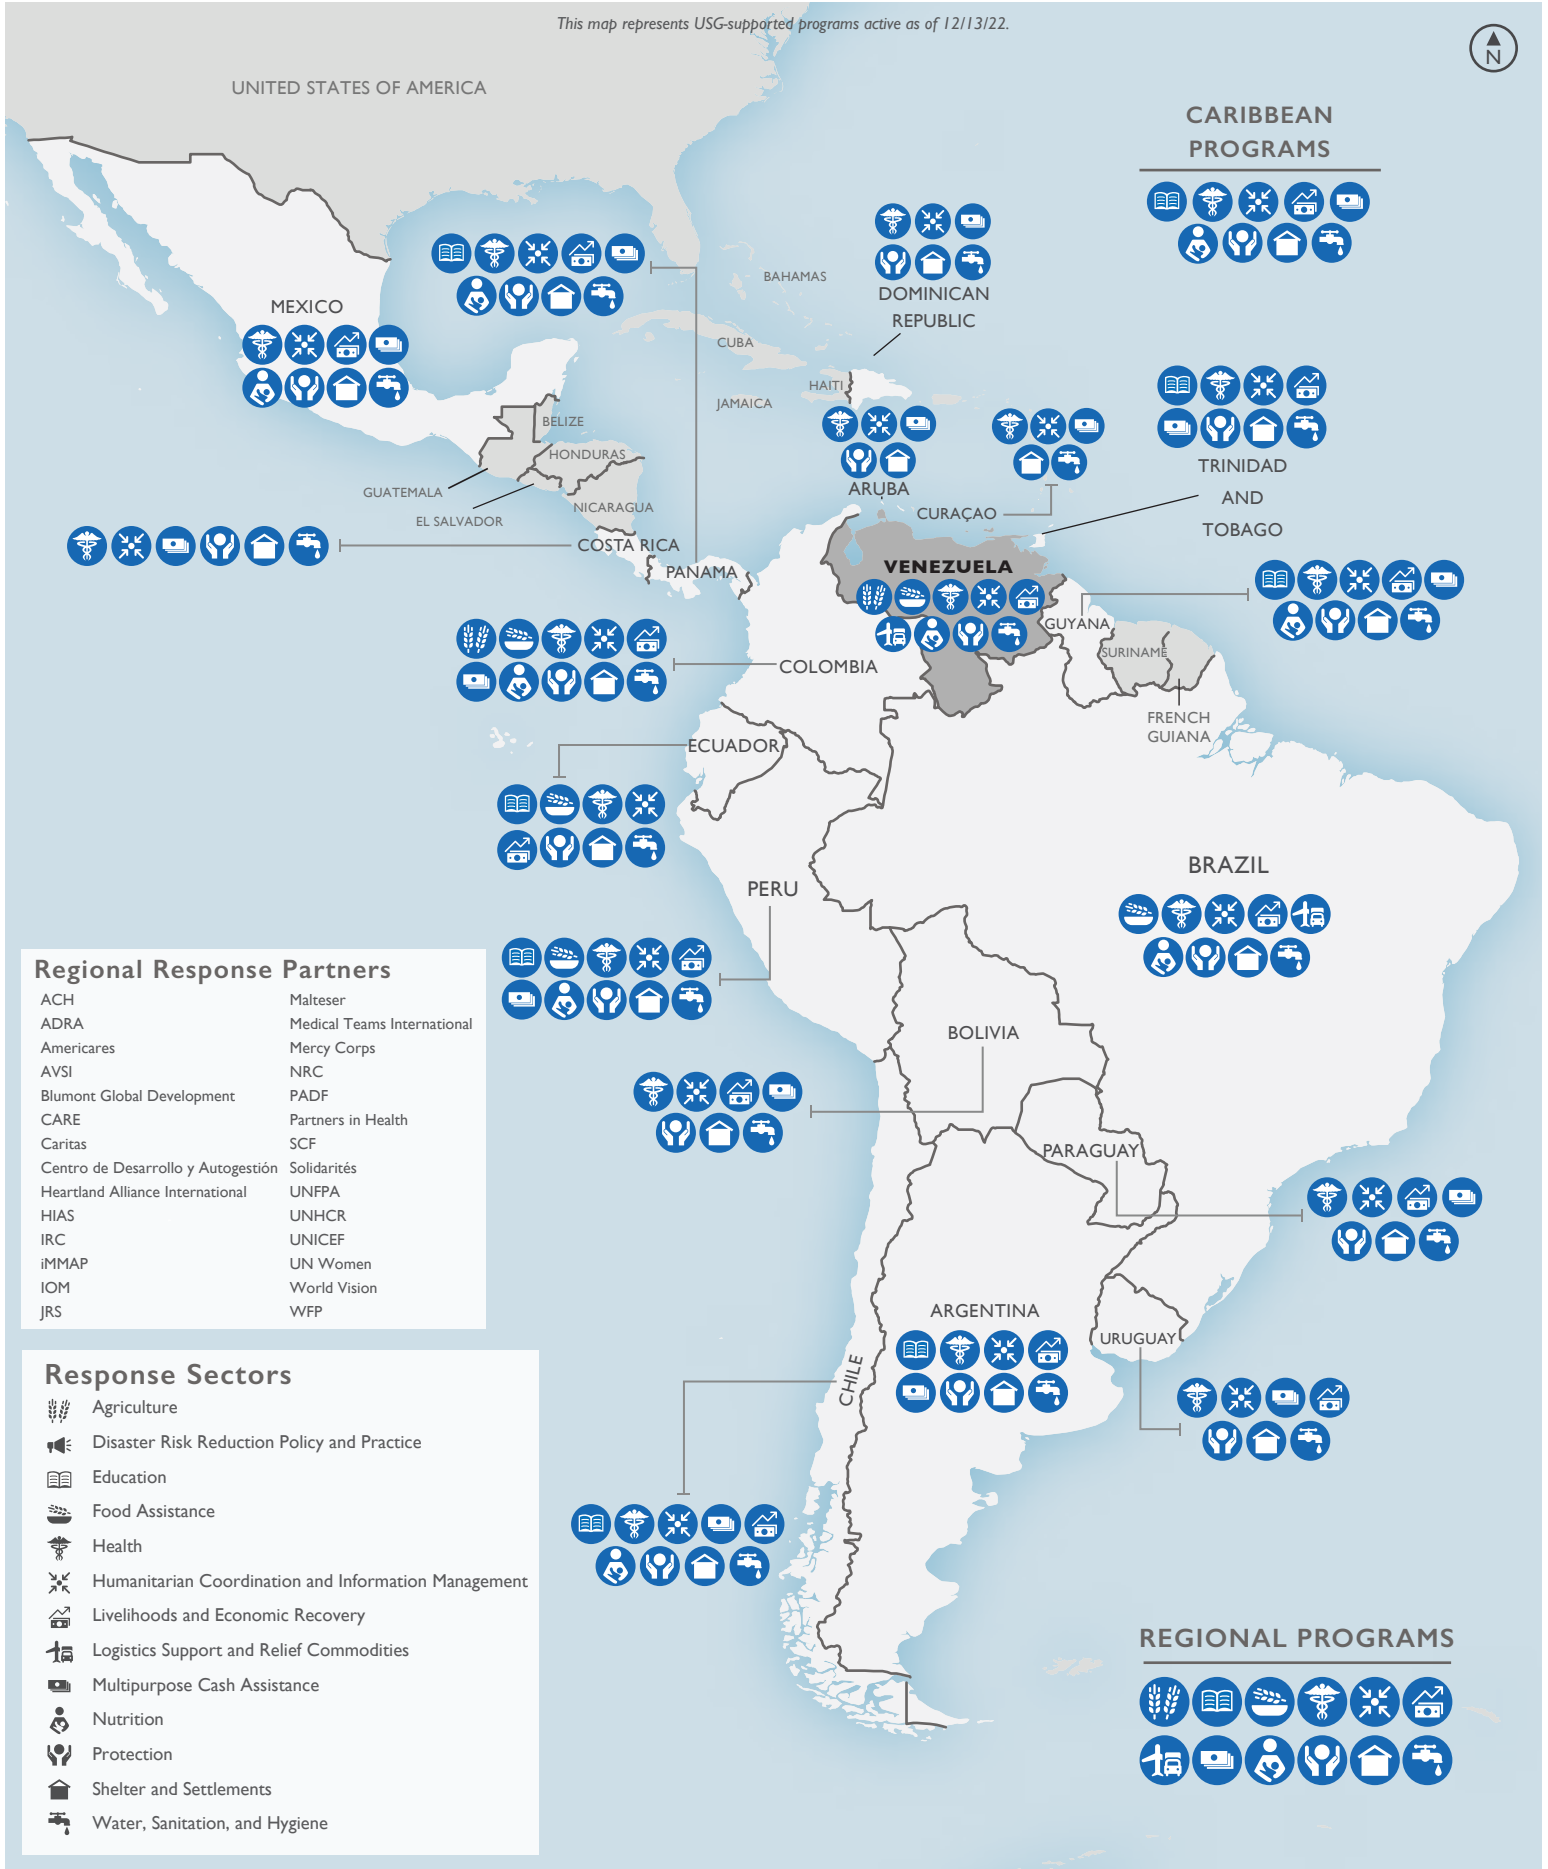 This map represents USG-supported programs active as of 12/13/22.
N
UNITED STATES OF AMERICA
CARIBBEAN
PROGRAMS
MEXICO
BAHAMAS
DOMINICAN
REPUBLIC
CUBA
HAITI
JAMAICA
BELIZE
HONDURAS
GUATEMALA
EL SALVADOR
NICARAGUA
ARUBA
CURAÇAO
TRINIDAD
AND
TOBAGO
COSTA RICA
PANAMA
VENEZUELA
GUYANA
SURINAME
FRENCH
GUIANA
COLOMBIA
ECUADOR
PERU
BRAZIL
BOLIVIA
PARAGUAY
ARGENTINA
URUGUAY
CHILE
Regional Response Partners
ACH
ADRA
Americares
AVSI
Blumont Global Development
CARE
Caritas
Centro de Desarrollo y Autogestión
Heartland Alliance International
HIAS
IRC
iMMAP
IOM
JRS
Malteser
Medical Teams International
Mercy Corps
NRC
PADF
Partners in Health
SCF
Solidarités
UNFPA
UNHCR
UNICEF
UN Women
World Vision
WFP
Response Sectors
Agriculture
Disaster Risk Reduction Policy and Practice
Education
Food Assistance
Health
Humanitarian Coordination and Information Management
Livelihoods and Economic Recovery
Logistics Support and Relief Commodities
Multipurpose Cash Assistance
Nutrition
Protection
Shelter and Settlements
Water, Sanitation, and Hygiene
REGIONAL PROGRAMS